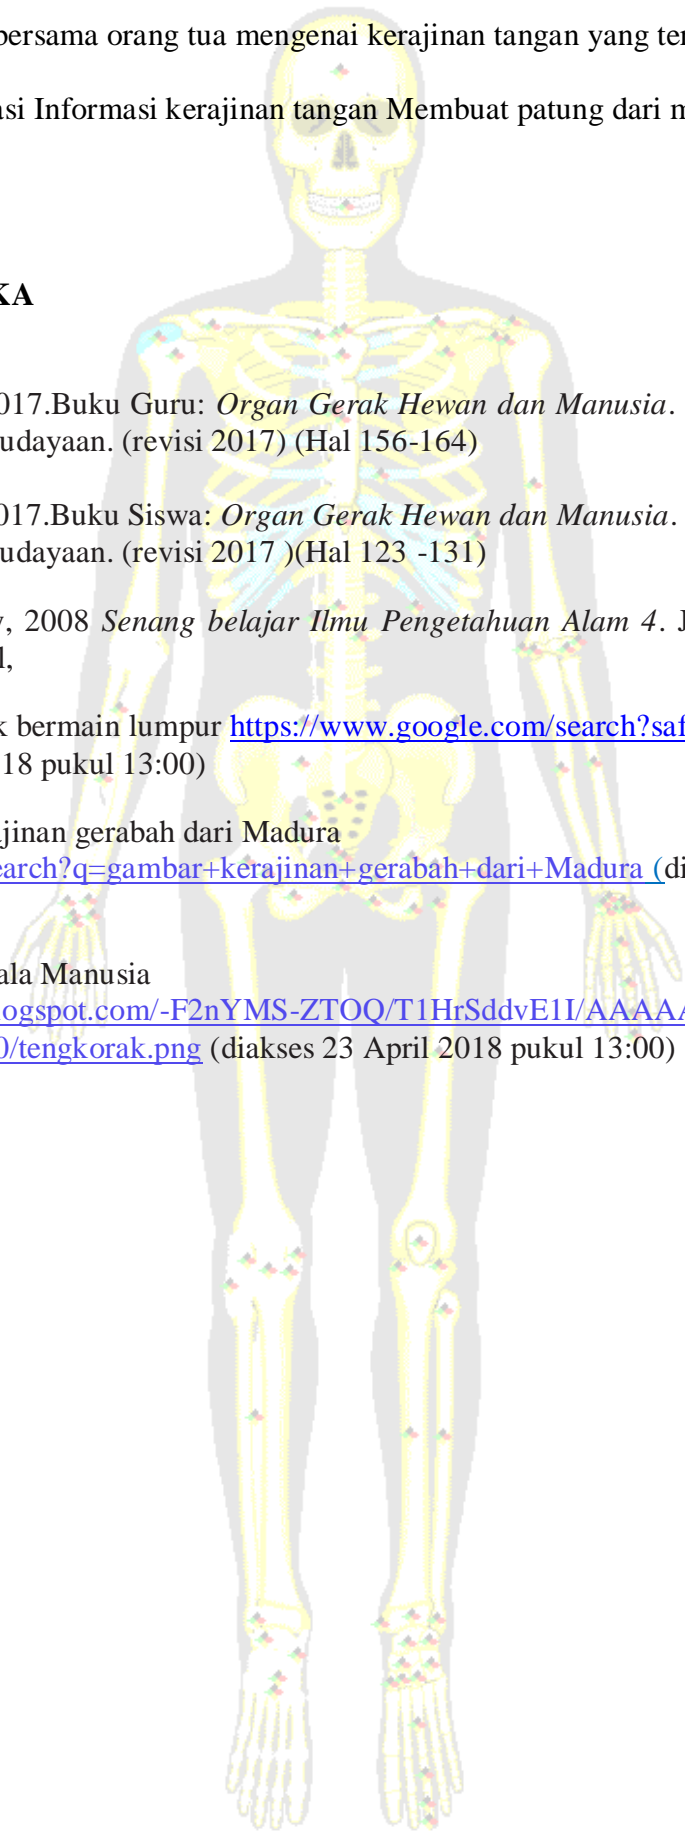 bersama orang tua mengenai kerajinan tangan yang ter
asi Informasi kerajinan tangan Membuat patung dari m
KA
017.Buku Guru: Organ Gerak Hewan dan Manusia.
udayaan. (revisi 2017) (Hal 156-164)
017.Buku Siswa: Organ Gerak Hewan dan Manusia.
udayaan. (revisi 2017 )(Hal 123 -131)
y, 2008 Senang belajar Ilmu Pengetahuan Alam 4. J
l,
k bermain lumpur https://www.google.com/search?saf
18 pukul 13:00)
ajinan gerabah dari Madura
earch?q=gambar+kerajinan+gerabah+dari+Madura (di
ala Manusia
logspot.com/-F2nYMS-ZTOQ/T1HrSddvE1I/AAAAA
0/tengkorak.png (diakses 23 April 2018 pukul 13:00)